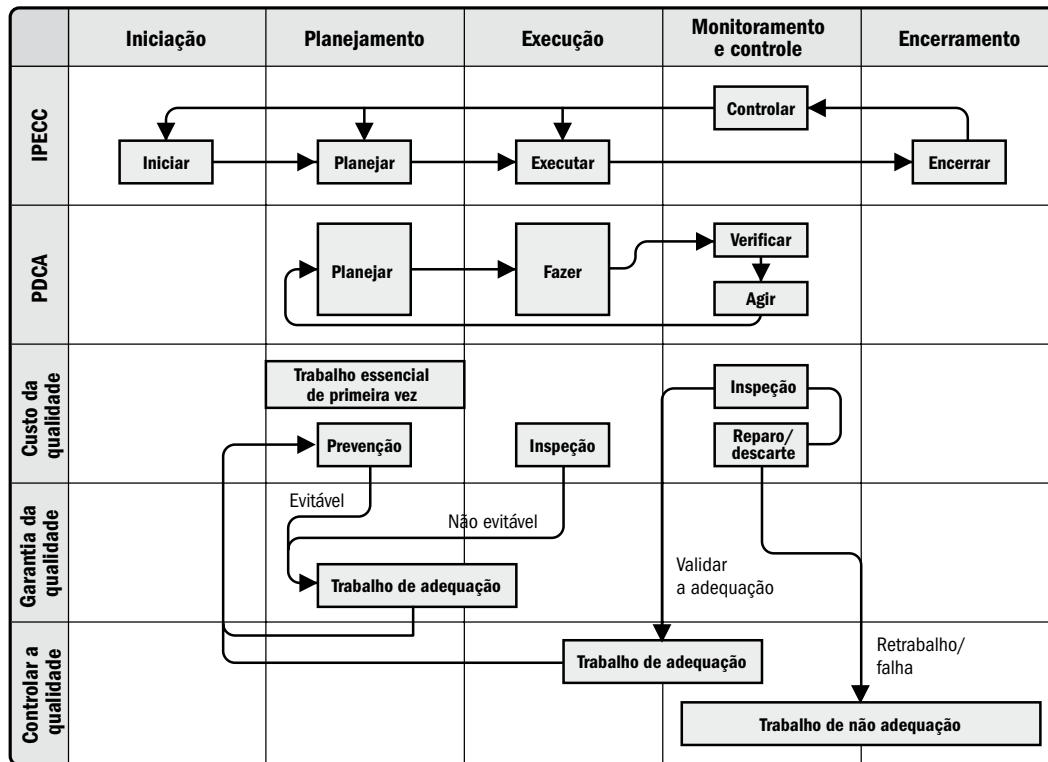 Iniciação
Planejamento
Execução
Monitoramento
e controle
Encerramento
IPECC
Controlar
Iniciar
Planejar
Executar
Encerrar
PDCA
Planejar
Fazer
Verificar
Agir
Custo da
qualidade
Trabalho essencial
de primeira vez
Inspeção
Prevenção
Inspeção
Reparo/
descarte
Garantia da
qualidade
Evitável
Não evitável
Trabalho de adequação
Validar
a adequação
Controlar a
qualidade
Trabalho de adequação
Retrabalho/
falha
Trabalho de não adequação